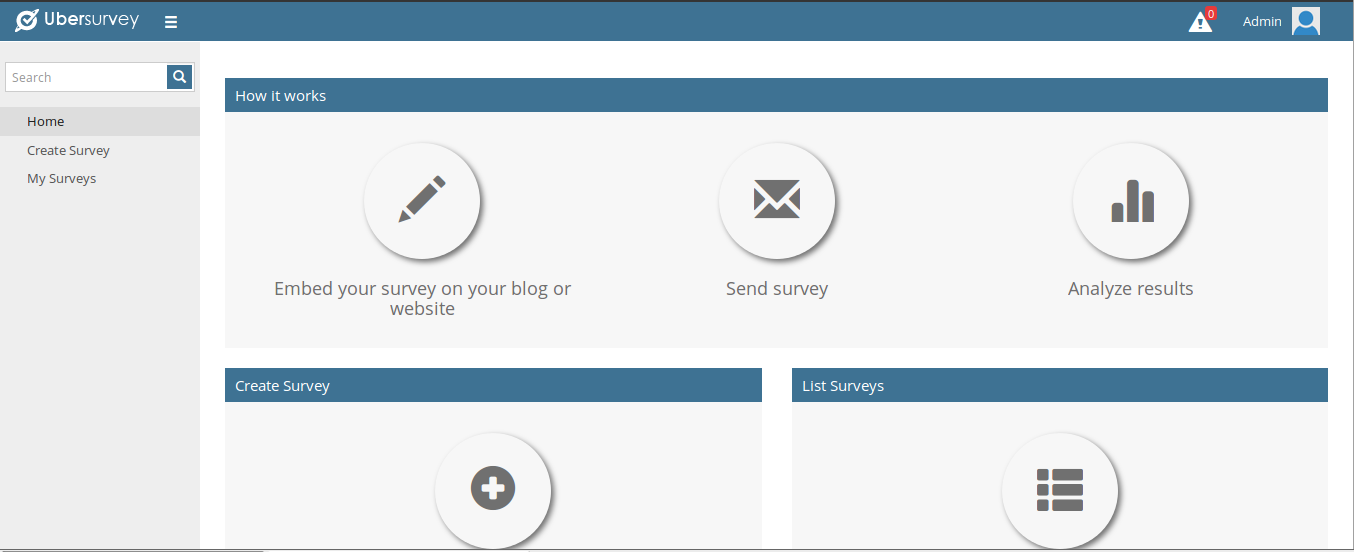 Ubersurvey
0
Admin
Search
Home
Create Survey
My Surveys
How it works
Embed your survey on your blog or
website
Send survey
Analyze results
Create Survey
List Surveys